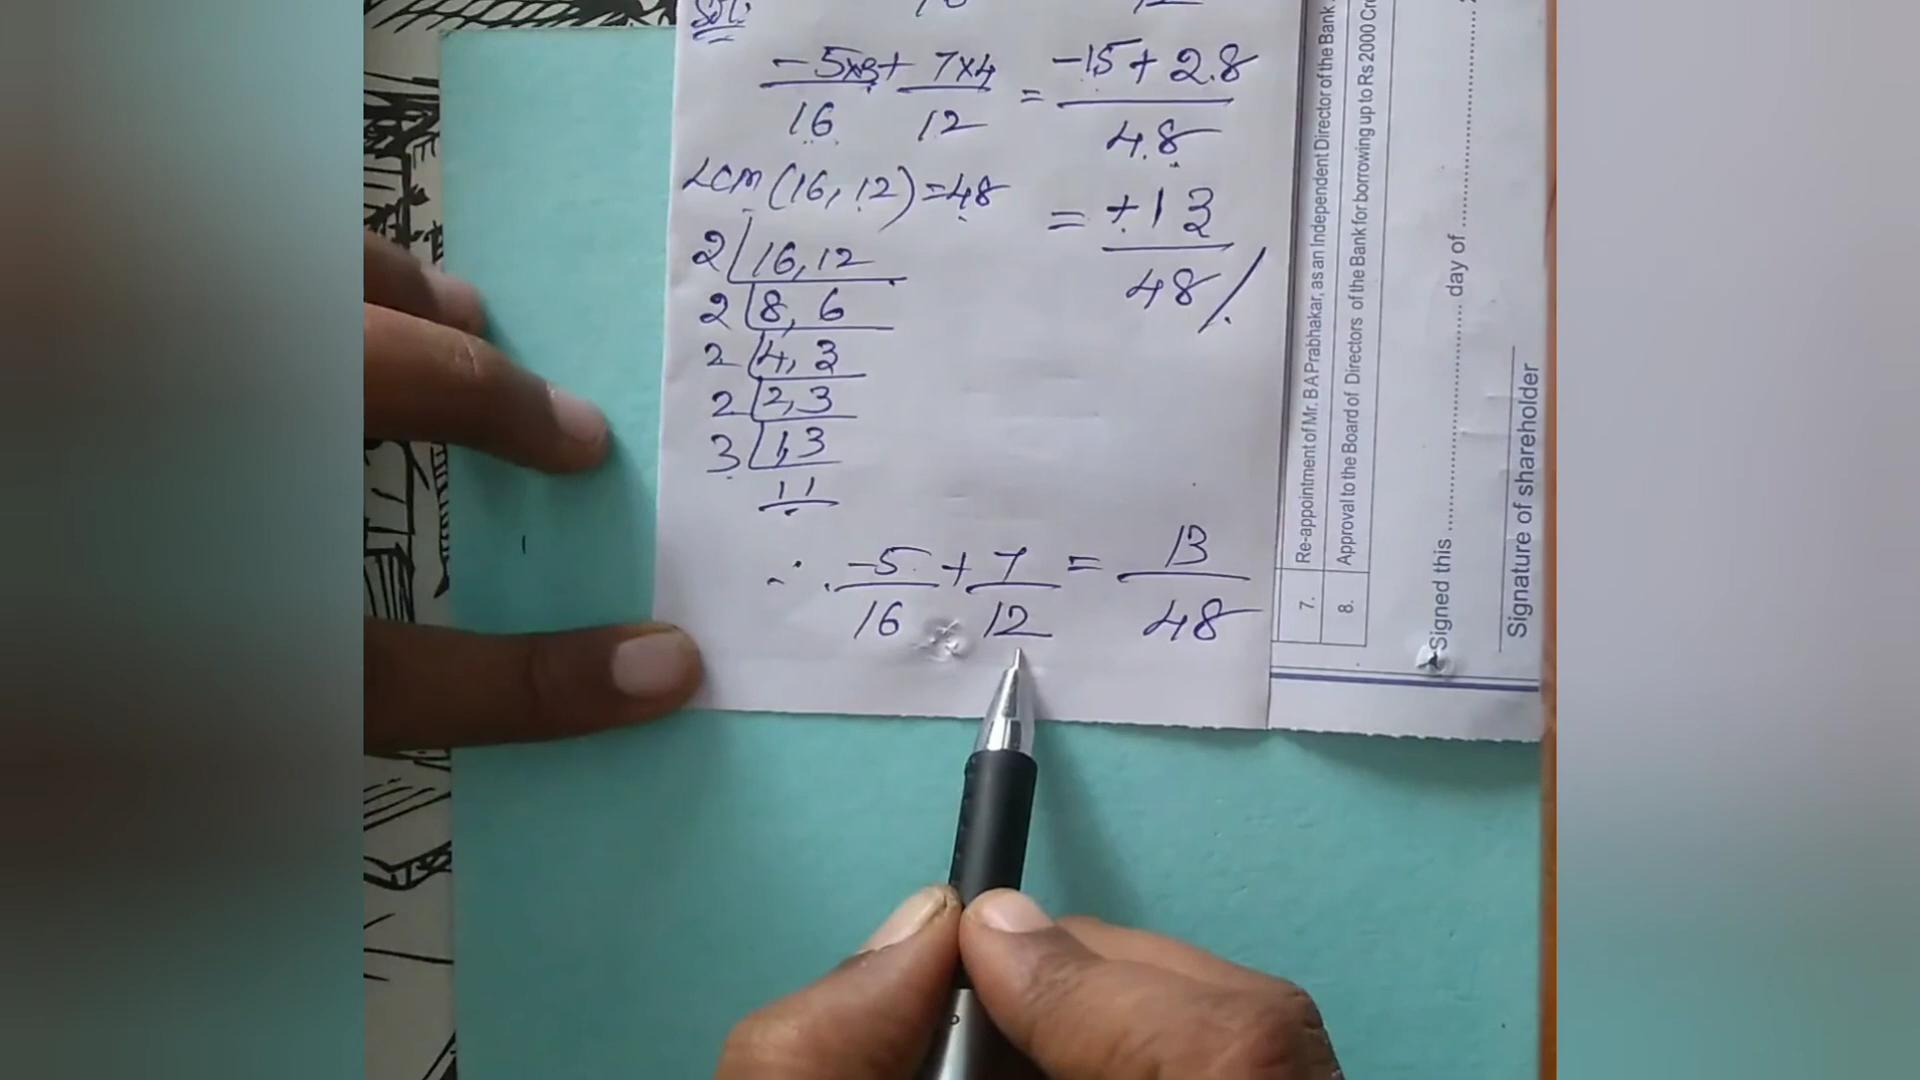 Sol:
-5×3 + 7×4 = -15 + 28
16 12 48
LCM (16, 12) = 48
= +13
48
2 | 16, 12
2 | 8, 6
2 | 4, 3
2 | 2, 3
3 | 1, 3
1 1
∴ -5 + 7 = 13
16 12 48
7. Re-appointment of Mr. B A Prabhakar, as an Independent Director of the Bank
8. Approval to the Board of Directors of the Bank for borrowing up to Rs 2000 Cr
Signed this ........................ day of ........................
Signature of shareholder